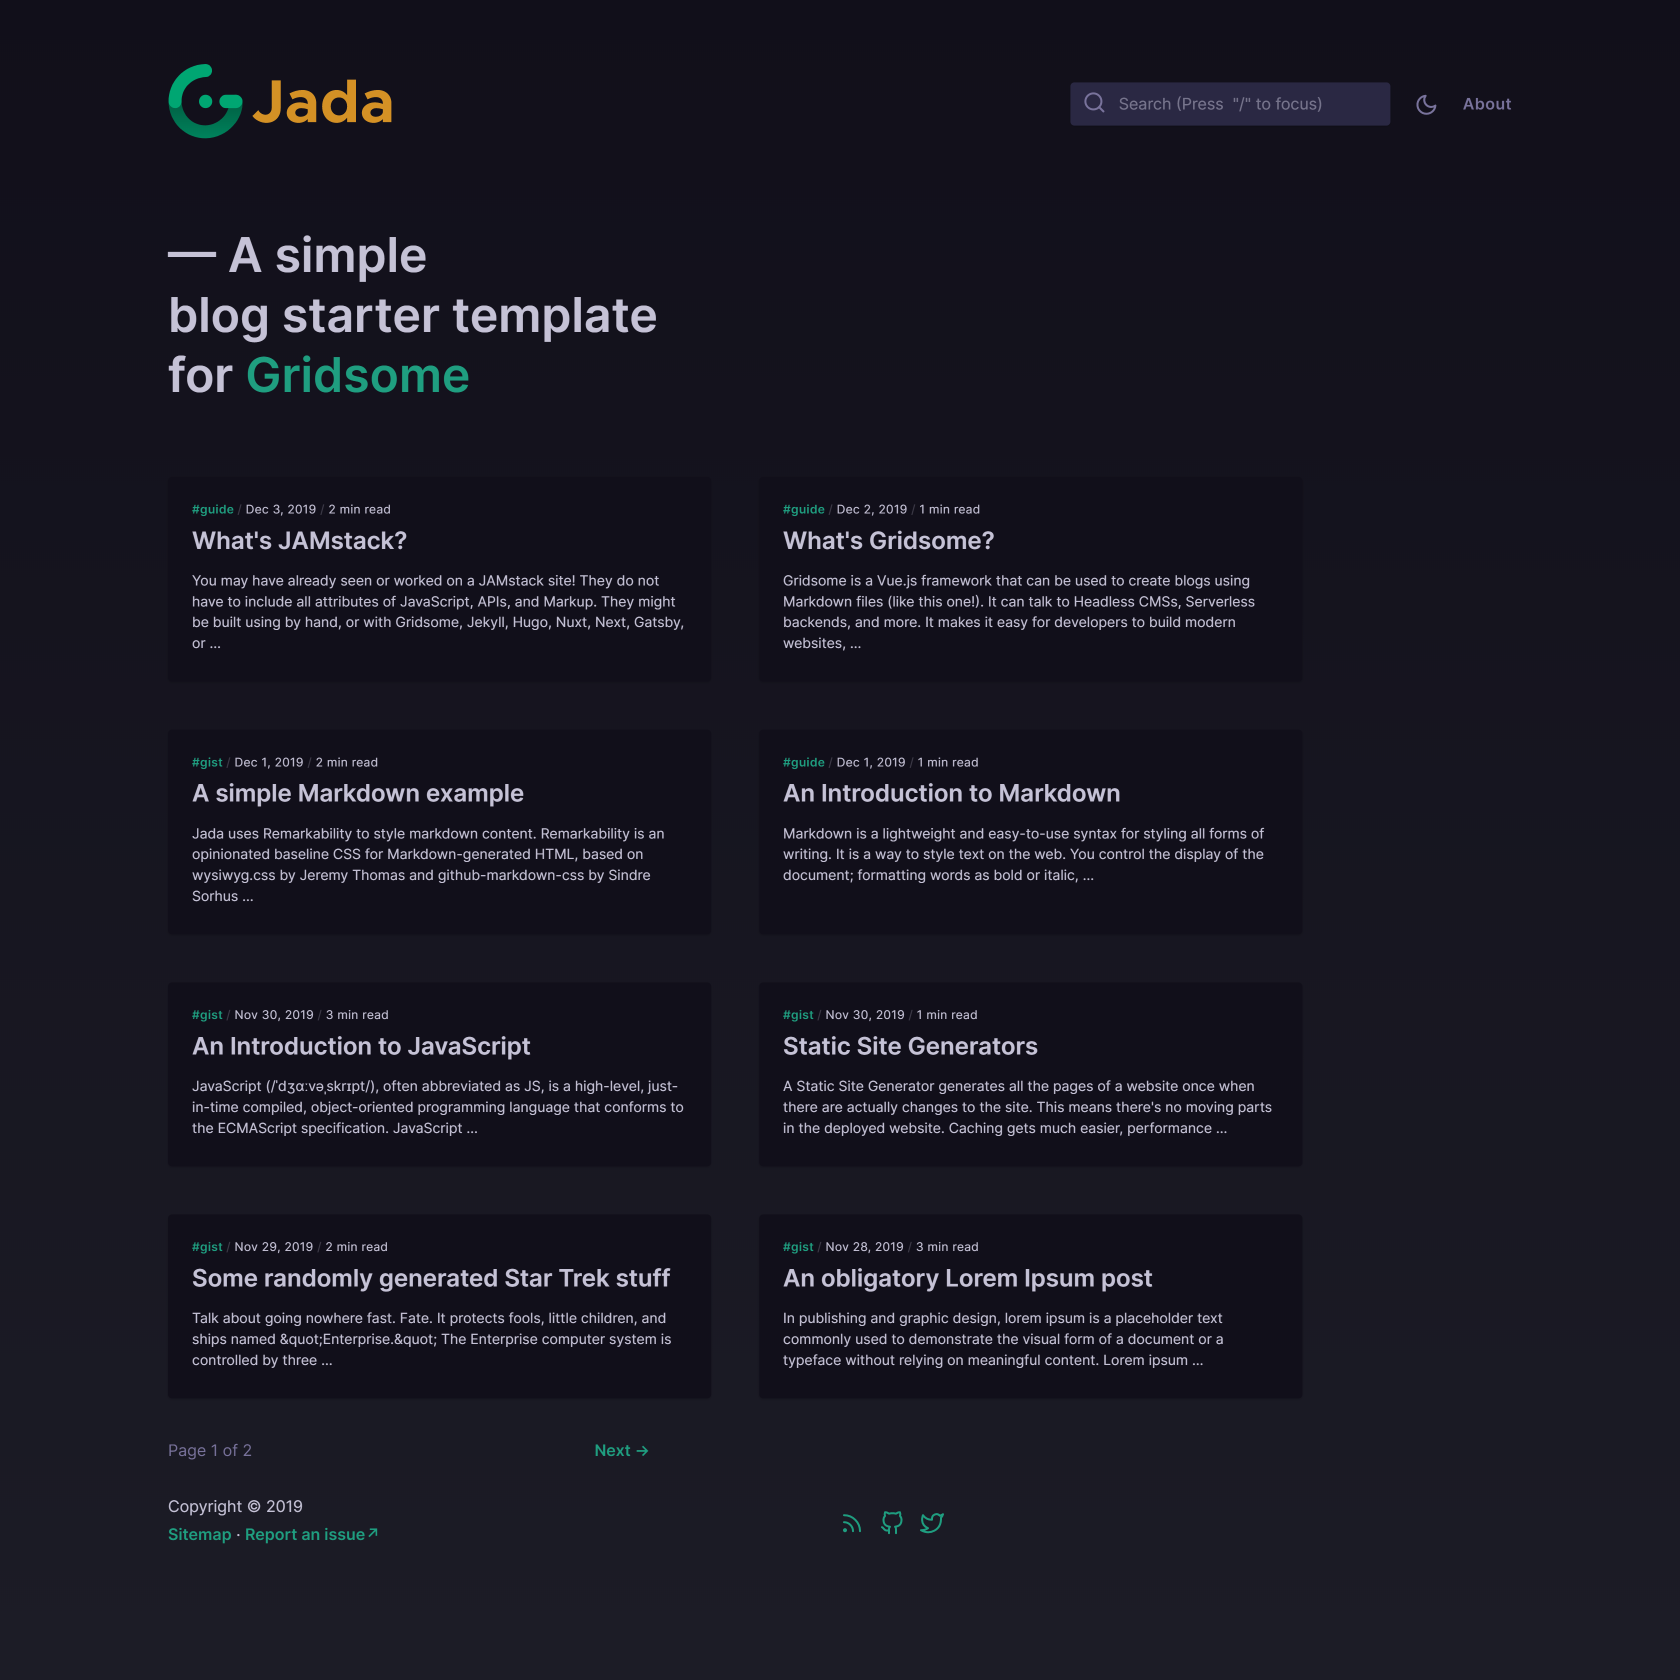 Jada
Search (Press "/" to focus)
About
— A simple
blog starter template
for Gridsome
#guide / Dec 3, 2019 / 2 min read
What's JAMstack?
You may have already seen or worked on a JAMstack site! They do not
have to include all attributes of JavaScript, APIs, and Markup. They might
be built using by hand, or with Gridsome, Jekyll, Hugo, Nuxt, Next, Gatsby,
or ...
#guide / Dec 2, 2019 / 1 min read
What's Gridsome?
Gridsome is a Vue.js framework that can be used to create blogs using
Markdown files (like this one!). It can talk to Headless CMSs, Serverless
backends, and more. It makes it easy for developers to build modern
websites, ...
#gist / Dec 1, 2019 / 2 min read
A simple Markdown example
Jada uses Remarkability to style markdown content. Remarkability is an
opinionated baseline CSS for Markdown-generated HTML, based on
wysiwyg.css by Jeremy Thomas and github-markdown-css by Sindre
Sorhus ...
#guide / Dec 1, 2019 / 1 min read
An Introduction to Markdown
Markdown is a lightweight and easy-to-use syntax for styling all forms of
writing. It is a way to style text on the web. You control the display of the
document; formatting words as bold or italic, ...
#gist / Nov 30, 2019 / 3 min read
An Introduction to JavaScript
JavaScript (/ˈdʒɑːvəˌskrɪpt/), often abbreviated as JS, is a high-level, just-
in-time compiled, object-oriented programming language that conforms to
the ECMAScript specification. JavaScript ...
#gist / Nov 30, 2019 / 1 min read
Static Site Generators
A Static Site Generator generates all the pages of a website once when
there are actually changes to the site. This means there's no moving parts
in the deployed website. Caching gets much easier, performance ...
#gist / Nov 29, 2019 / 2 min read
Some randomly generated Star Trek stuff
Talk about going nowhere fast. Fate. It protects fools, little children, and
ships named &quot;Enterprise.&quot; The Enterprise computer system is
controlled by three ...
#gist / Nov 28, 2019 / 3 min read
An obligatory Lorem Ipsum post
In publishing and graphic design, lorem ipsum is a placeholder text
commonly used to demonstrate the visual form of a document or a
typeface without relying on meaningful content. Lorem ipsum ...
Page 1 of 2
Next →
Copyright © 2019
Sitemap · Report an issue↗